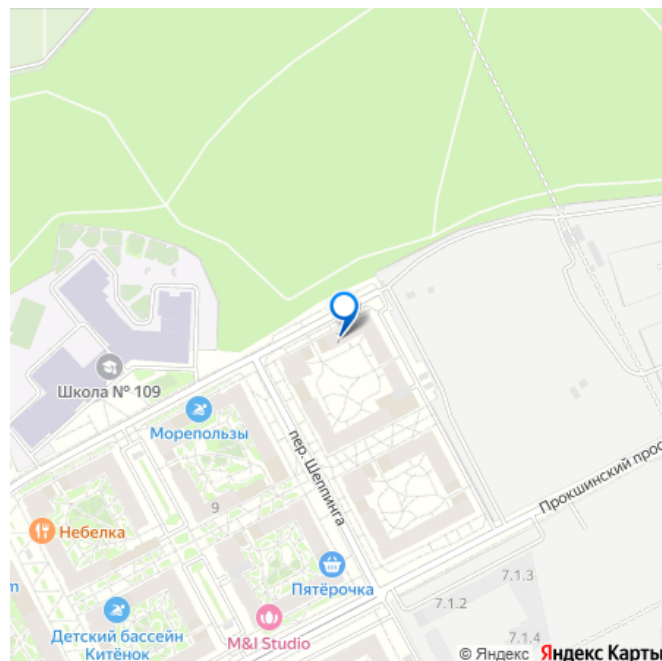 Школа № 109
Морепользы
пер. Шеппинга
9
Небелка
Прокшинский прос
Пятёрочка
7.1.3
7.1.2
m
Детский бассейн
Китёнок
M&I Studio
7.1.4
© Яндекс Яндекс Карты